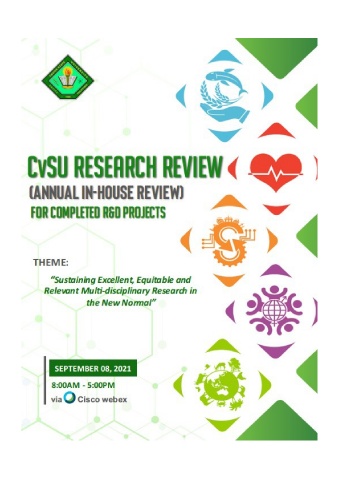 CvSU RESEARCH REVIEW
(ANNUAL IN-HOUSE REVIEW)
FOR COMPLETED R&D PROJECTS
THEME:
"Sustaining Excellent, Equitable and
Relevant Multi-disciplinary Research in
the New Normal"
SEPTEMBER 08, 2021
8:00AM - 5:00PM
via Cisco webex